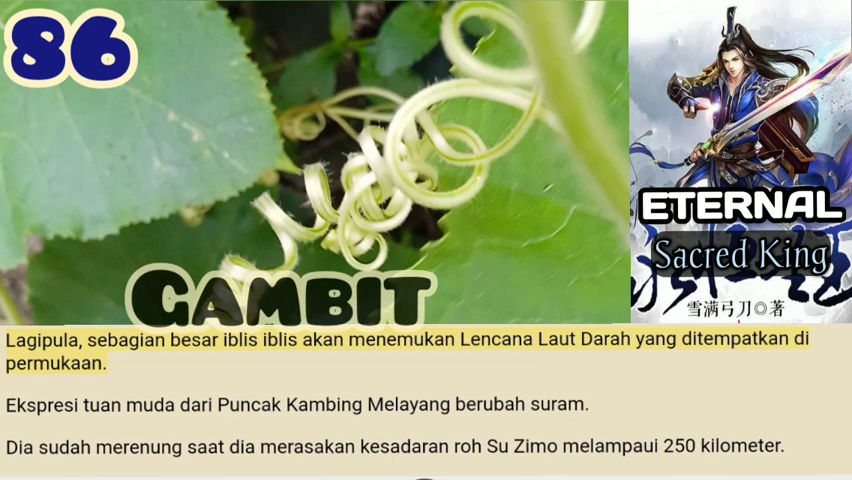 86
ETERNAL
Sacred King
雪满弓刀◎著
GAMBIT
Lagipula, sebagian besar iblis iblis akan menemukan Lencana Laut Darah yang ditempatkan di
permukaan.
Ekspresi tuan muda dari Puncak Kambing Melayang berubah suram.
Dia sudah merenung saat dia merasakan kesadaran roh Su Zimo melampaui 250 kilometer.